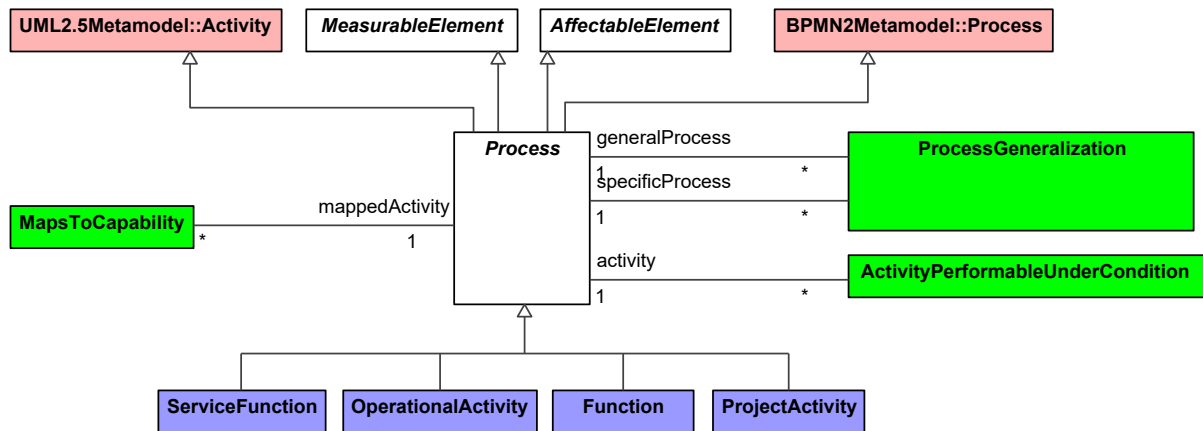 UML2.5Metamodel::Activity
MeasurableElement
AffectableElement
BPMN2Metamodel::Process
Process
generalProcess
1
*
ProcessGeneralization
specificProcess
1
*
MapsToCapability
*
mappedActivity
1
activity
1
*
ActivityPerformableUnderCondition
ServiceFunction
OperationalActivity
Function
ProjectActivity